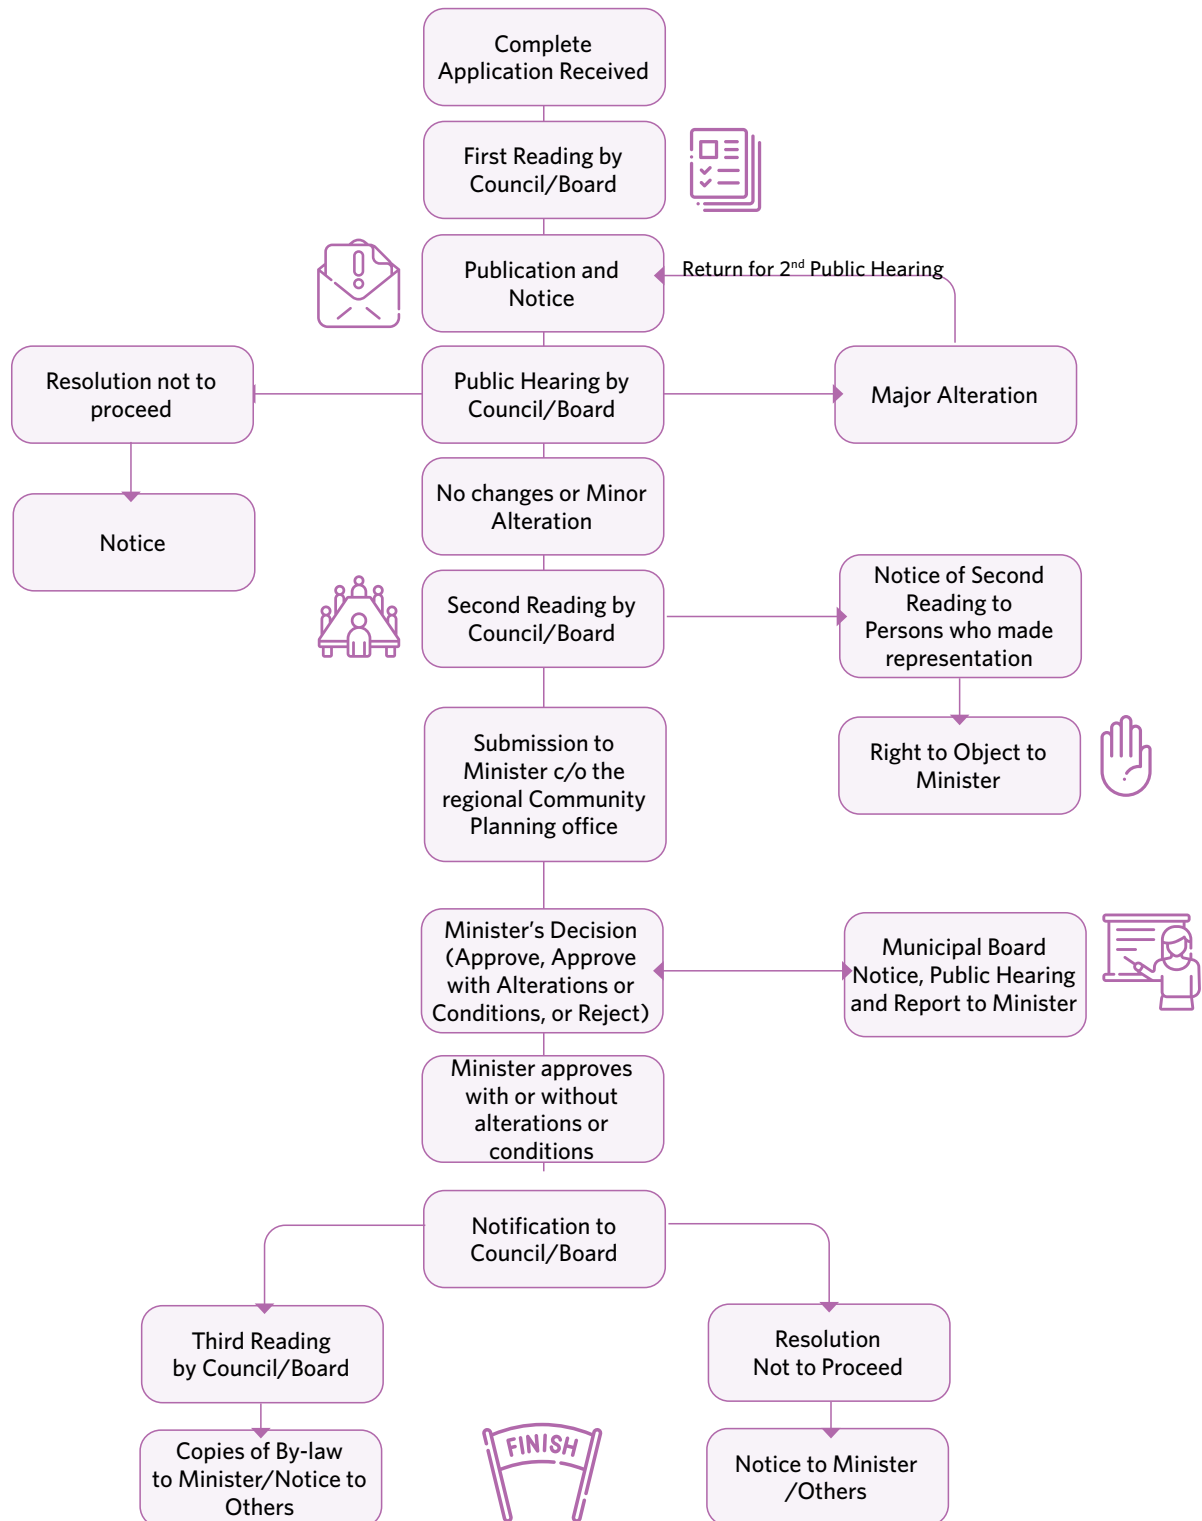 Complete
Application Received
First Reading by
Council/Board
Publication and
Notice
Return for 2nd Public Hearing
Resolution not to
proceed
Public Hearing by
Council/Board
Major Alteration
Notice
No changes or Minor
Alteration
Second Reading by
Council/Board
Notice of Second
Reading to
Persons who made
representation
Submission to
Minister c/o the
regional Community
Planning office
Right to Object to
Minister
Minister’s Decision
(Approve, Approve
with Alterations or
Conditions, or Reject)
Municipal Board
Notice, Public Hearing
and Report to Minister
Minister approves
with or without
alterations or
conditions
Notification to
Council/Board
Third Reading
by Council/Board
Resolution
Not to Proceed
Copies of By-law
to Minister/Notice to
Others
FINISH
Notice to Minister
/Others